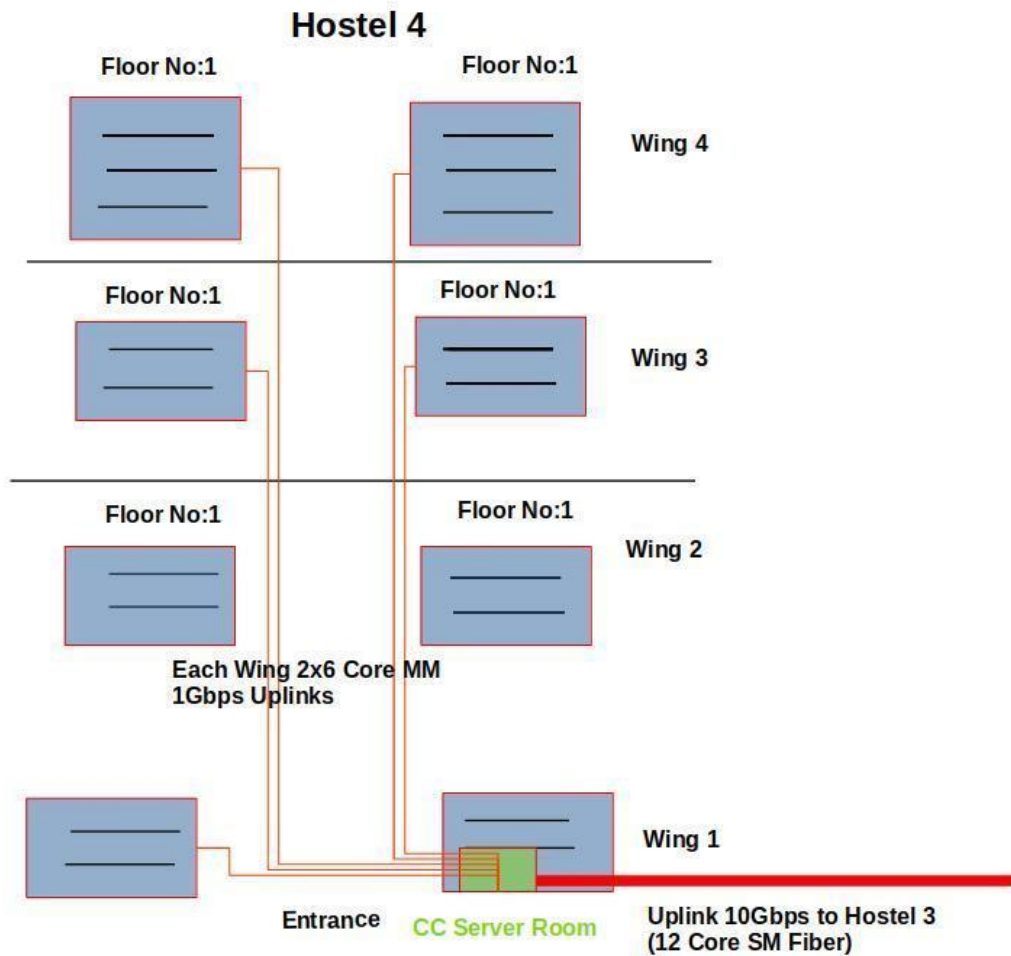 Hostel 4
Floor No:1
Floor No:1
Wing 4
Floor No:1
Floor No:1
Wing 3
Floor No:1
Floor No:1
Wing 2
Each Wing 2x6 Core MM
1Gbps Uplinks
Wing 1
Entrance
CC Server Room
Uplink 10Gbps to Hostel 3
(12 Core SM Fiber)